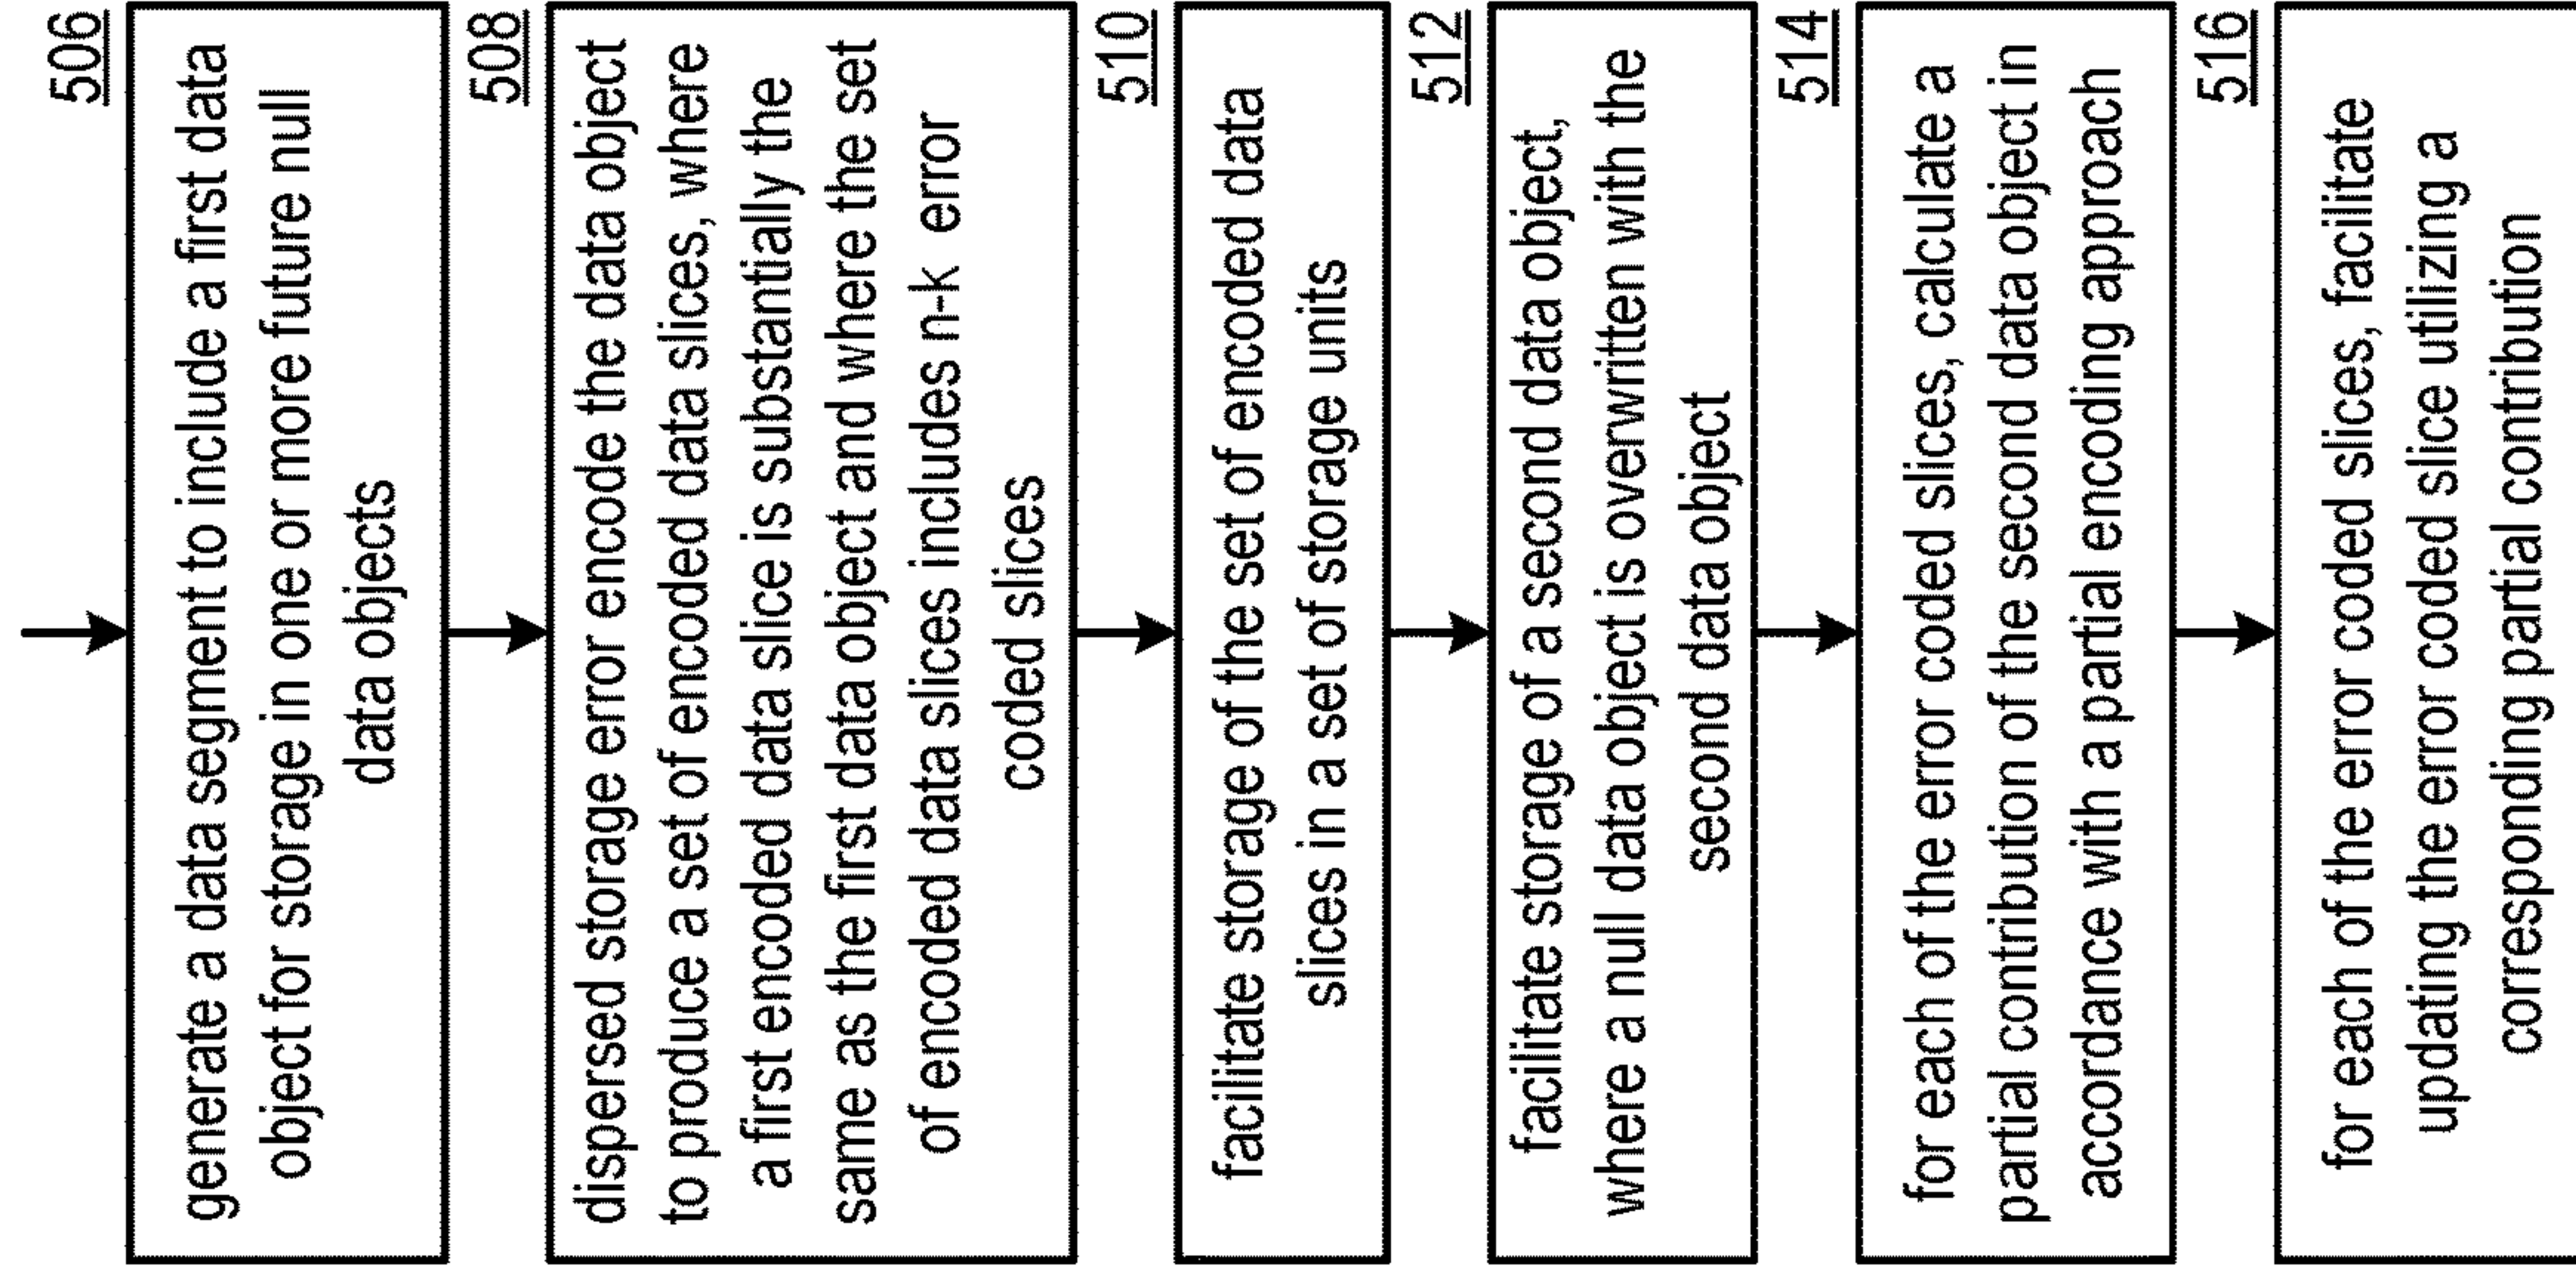 506
generate a data segment to include a first data
object for storage in one or more future null
data objects
508
dispersed storage error encode the data object
to produce a set of encoded data slices, where
a first encoded data slice is substantially the
same as the first data object and where the set
of encoded data slices includes n-k error
coded slices
510
facilitate storage of the set of encoded data
slices in a set of storage units
512
facilitate storage of a second data object,
where a null data object is overwritten with the
second data object
514
for each of the error coded slices, calculate a
partial contribution of the second data object in
accordance with a partial encoding approach
516
for each of the error coded slices, facilitate
updating the error coded slice utilizing a
corresponding partial contribution